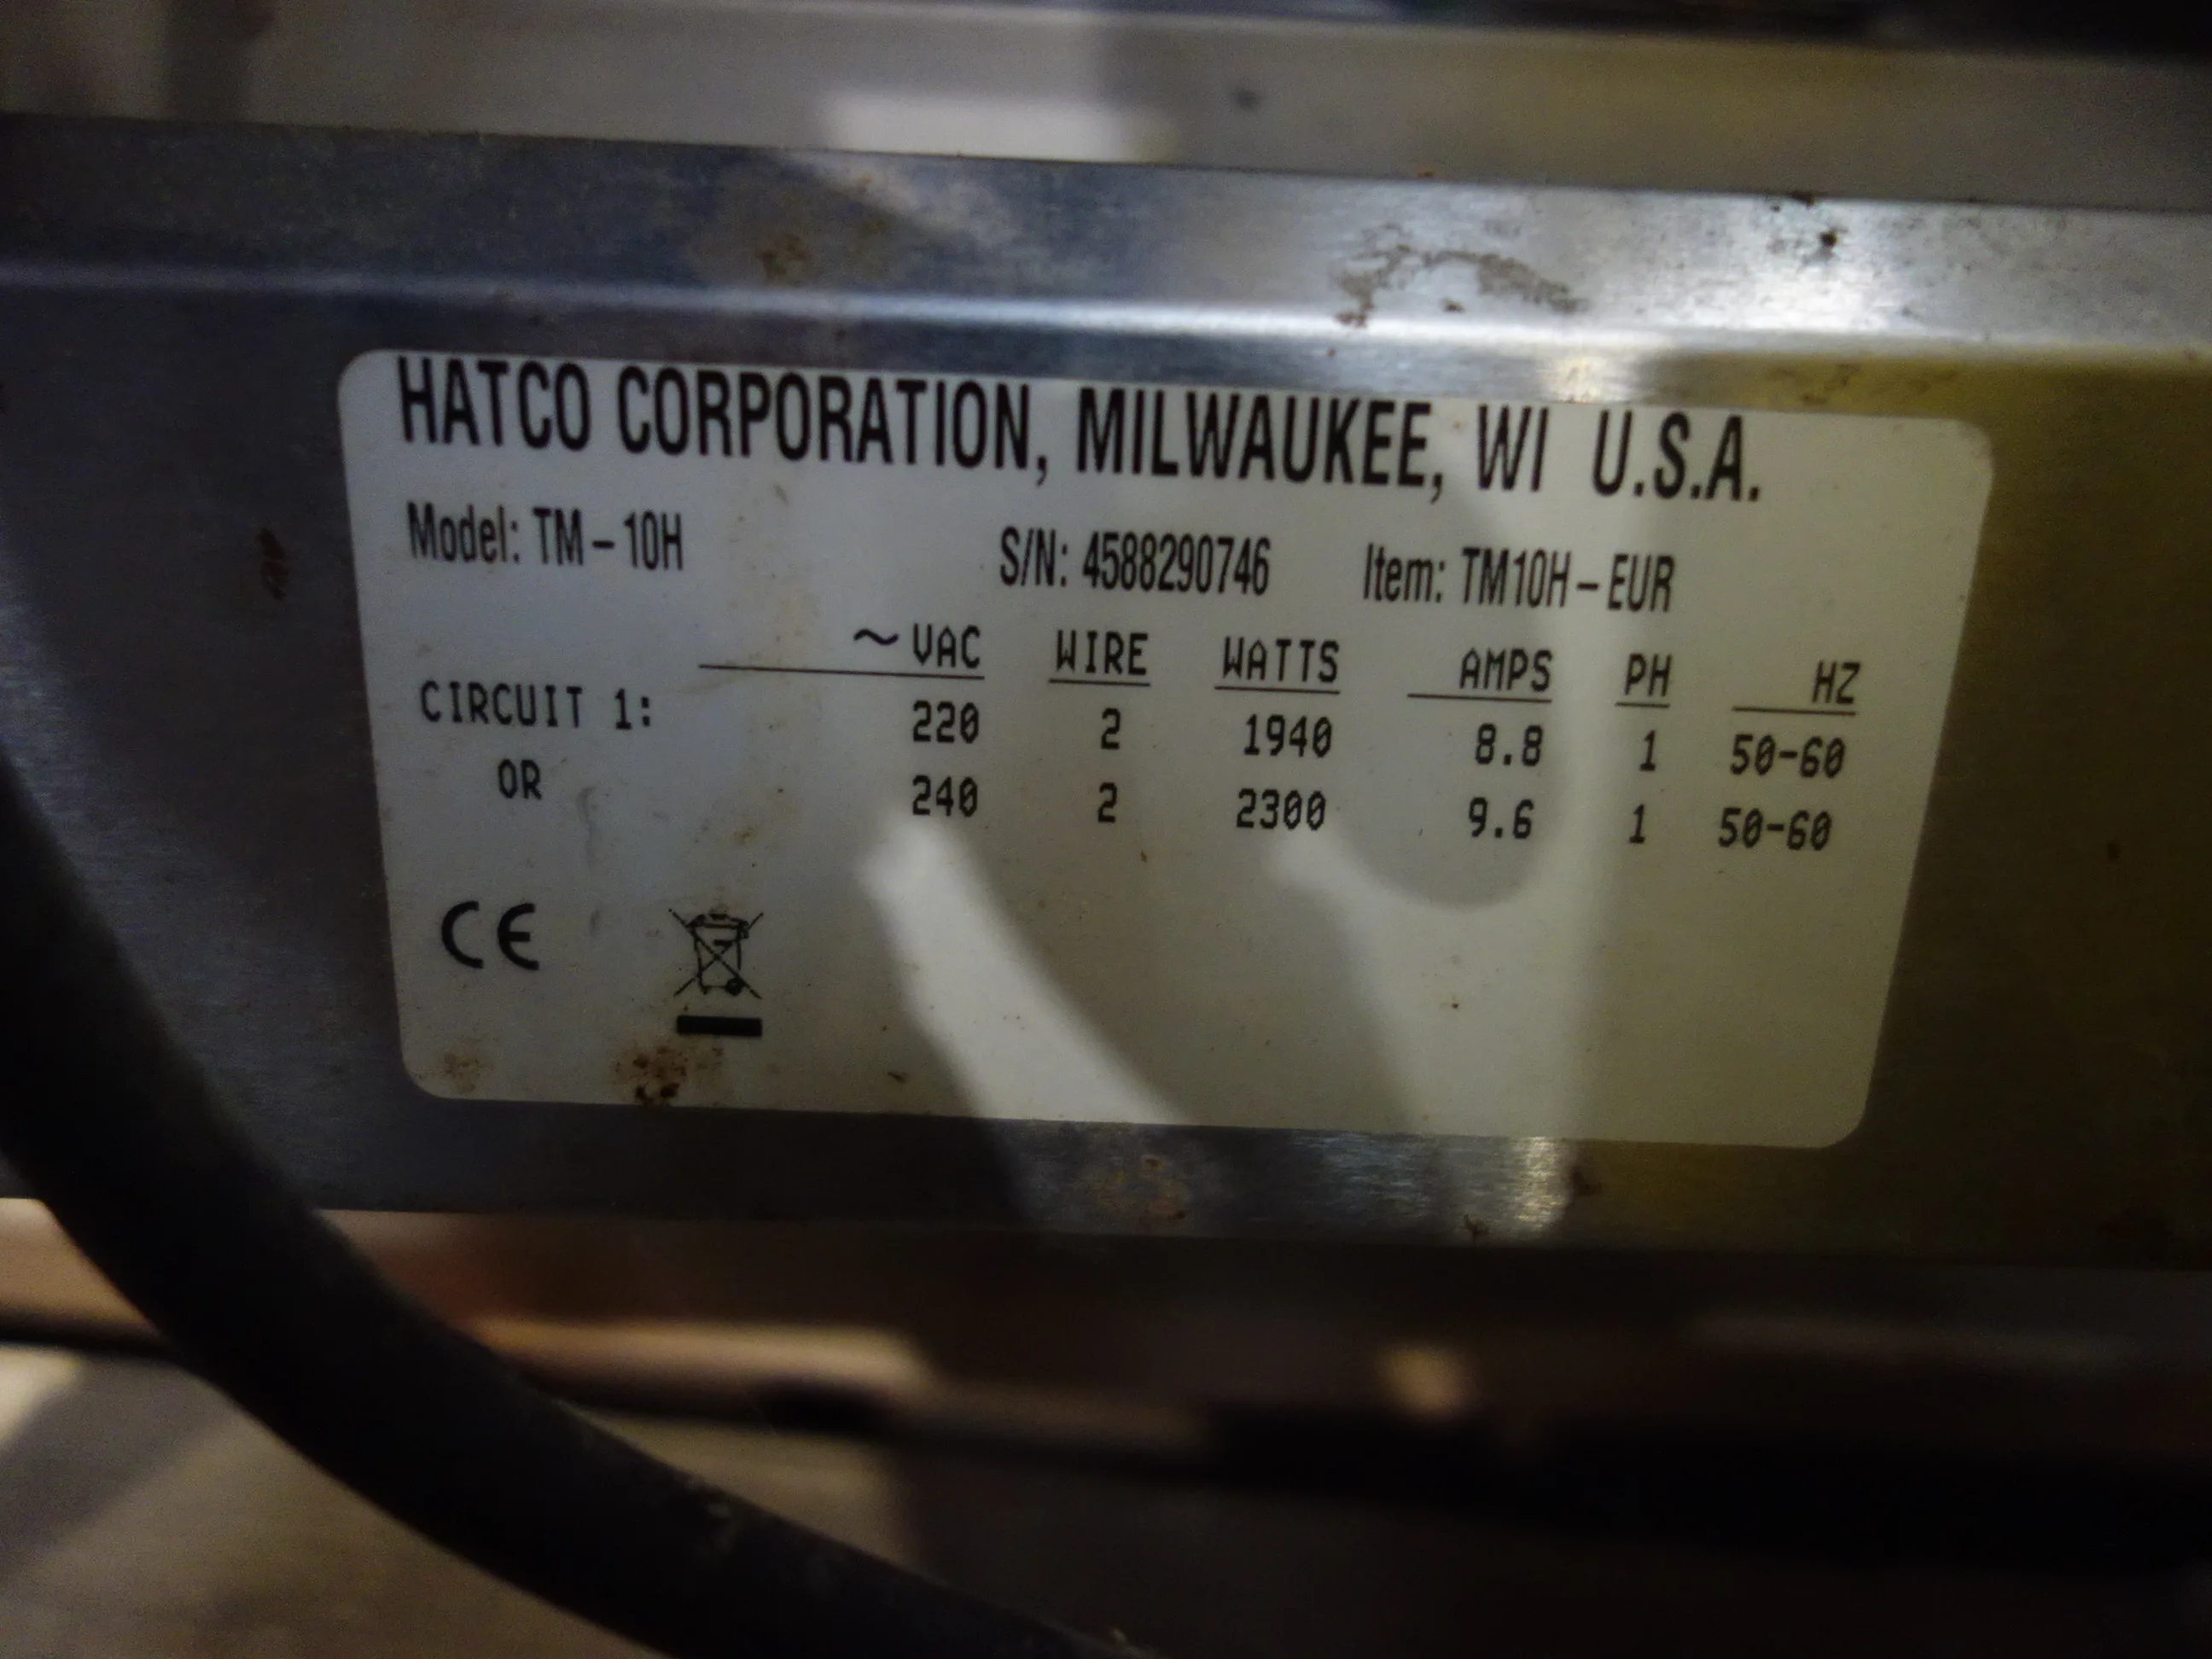 HATCO CORPORATION, MILWAUKEE, WI U.S.A.
Model: TM-10H S/N: 4588290746 Item: TM10H-EUR
~VAC WIRE WATTS AMPS PH HZ
CIRCUIT 1: 220 2 1940 8.8 1 50-60
OR 240 2 2300 9.6 1 50-60
CE